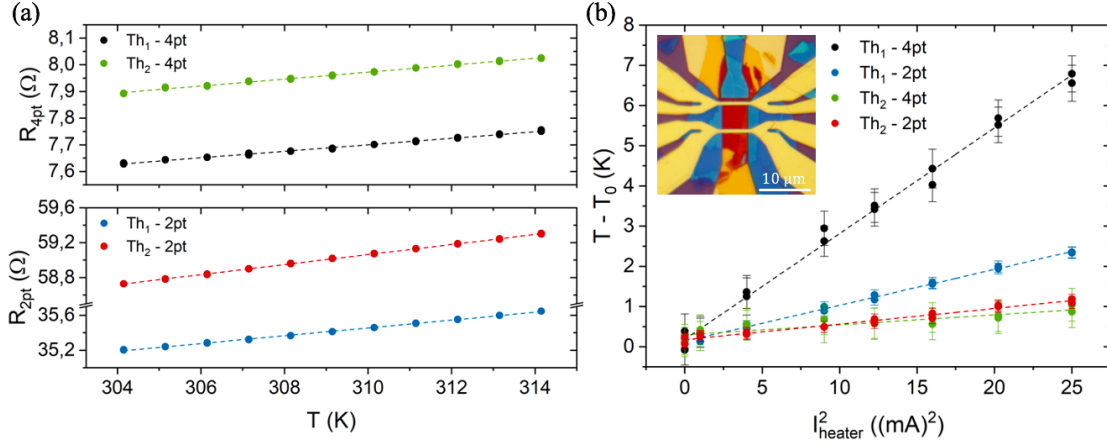 (a)
8,1
8,0
7,9
7,8
7,7
7,6
R4pt (Ω)
Th1 - 4pt
Th2 - 4pt
59,6
59,2
58,8
35,6
35,2
R2pt (Ω)
Th1 - 2pt
Th2 - 2pt
304 306 308 310 312 314
T (K)
(b)
7
6
5
4
3
2
1
0
T - T0 (K)
10 μm
Th1 - 4pt
Th1 - 2pt
Th2 - 4pt
Th2 - 2pt
0 5 10 15 20 25
I²heater ((mA)²)